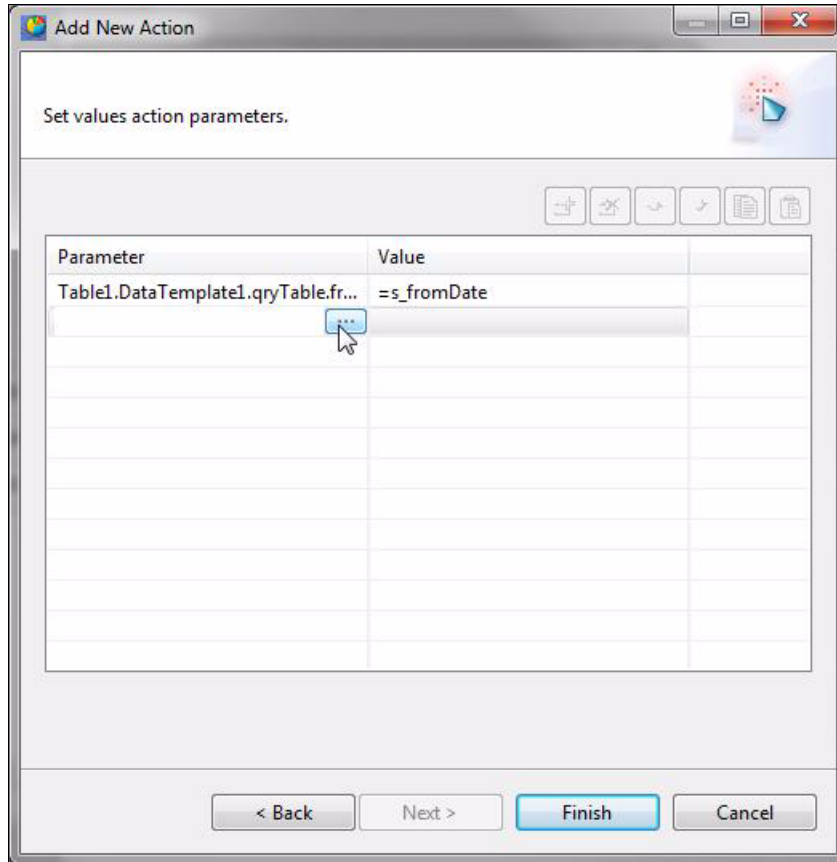 Add New Action
Set values action parameters.
Parameter Value
Table1.DataTemplate1.qryTable.fr... =s_fromDate
...
< Back Next > Finish Cancel